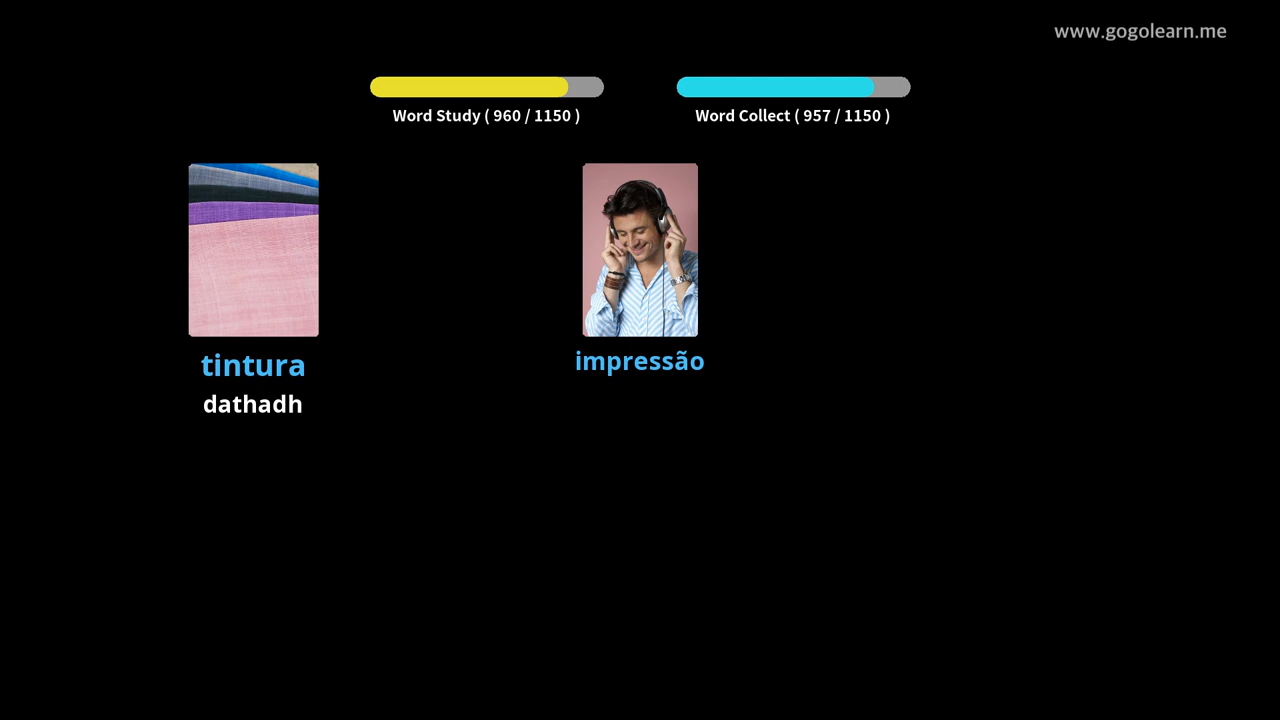 www.gogolearn.me
Word Study ( 960 / 1150 )
Word Collect ( 957 / 1150 )
tintura
dathadh
impressão